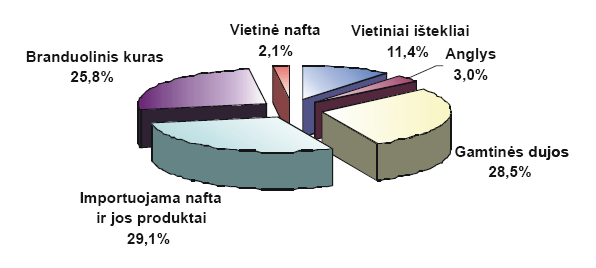 Vietinė nafta
2,1%
Vietiniai ištekliai
11,4%
Anglys
3,0%
Branduolinis kuras
25,8%
Gamtinės dujos
28,5%
Importuojama nafta
ir jos produktai
29,1%